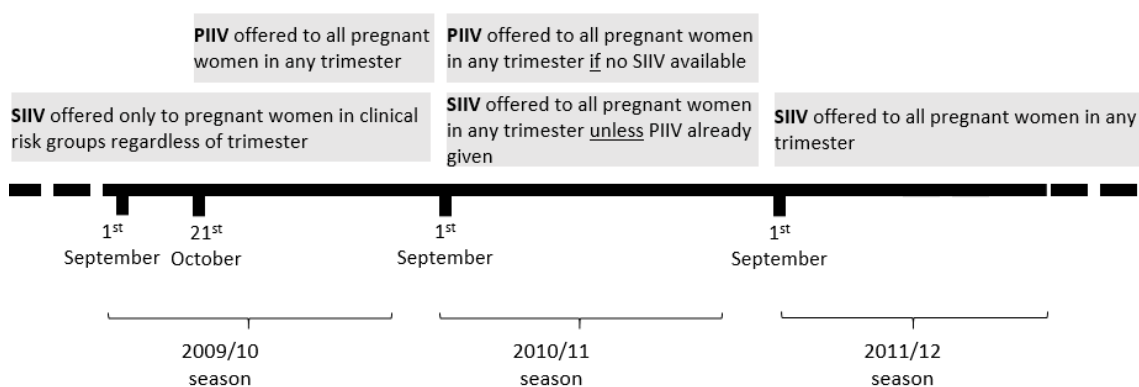 PIIV offered to all pregnant
women in any trimester
PIIV offered to all pregnant women
in any trimester if no SIIV available
SIIV offered only to pregnant women in clinical
risk groups regardless of trimester
SIIV offered to all pregnant women
in any trimester unless PIIV already
given
SIIV offered to all pregnant women in any
trimester
1st
September
21st
October
1st
September
1st
September
2009/10
season
2010/11
season
2011/12
season